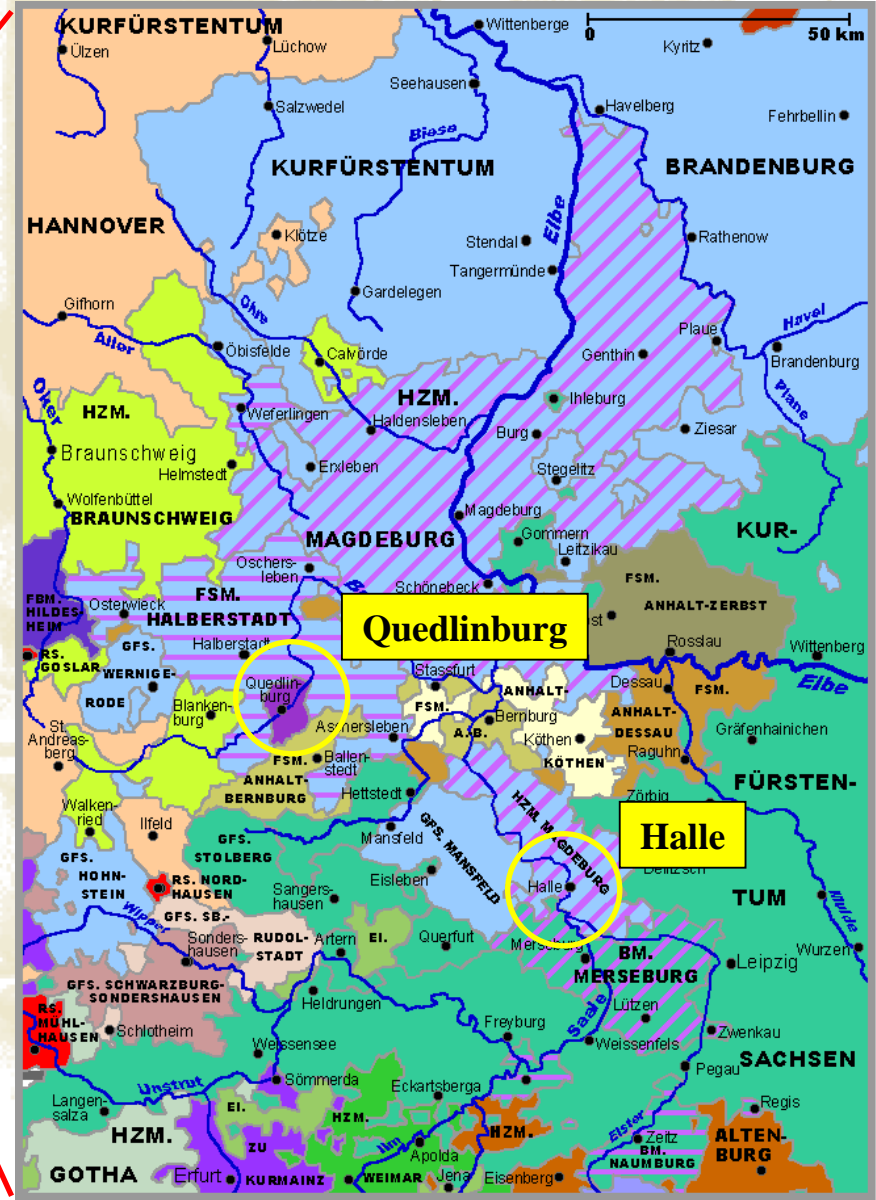 KURFÜRSTENTUM
Ülzen
Lüchow
Wittenberge
0
50 km
Kyritz
Seehausen
Salzwedel
Havelberg
Fehrbellin
Biese
KURFÜRSTENTUM
BRANDENBURG
HANNOVER
Klötze
Stendal
Elbe
Rathenow
Tangermünde
Gardelegen
Gifhorn
Ohre
Havel
Aller
Öbisfelde
Calvörde
Plaue
Genthin
Brandenburg
Oker
HZM.
HZM.
Ihleburg
Plane
Weferlingen
Haldensleben
Burg
Ziesar
Braunschweig
Helmstedt
Erxleben
Stegelitz
Wolfenbüttel
BRAUNSCHWEIG
Magdeburg
KUR-
MAGDEBURG
Gommern
Leitzkau
Oschers-
leben
FSM.
HALBERSTADT
Schönebeck
FSM.
ANHALT-ZERBST
FBM.
HILDES-
HEIM
Osterwieck
Quedlinburg
est
Rosslau
Wittenberg
RS.
GOSLAR
GFS.
WERNIGE-
RODE
Halberstadt
Elbe
Quedlin-
burg
Stassfurt
FSM.
ANHALT-
KÖTHEN
Dessau
FSM.
ANHALT-
DESSAU
Blanken-
burg
Bernburg
A.B.
Köthen
Gräfenhainichen
St.
Andreas-
berg
Aschersleben
Raguhn
FSM.
ANHALT-
BERNBURG
Ballen-
stedt
FÜRSTEN-
Hettstedt
Zörbig
Walken-
ried
Ilfeld
Mansfeld
HZM. MAGDEBURG
Halle
GFS.
HOHN-
STEIN
GFS.
STOLBERG
GFS. MANSFELD
Eisleben
Delitzsch
RS. NORD-
HAUSEN
Sangers-
hausen
Halle
TUM
Mulde
Wipper
GFS. SB.-
RUDOL-
STADT
Sonders-
hausen
Artern
EI.
Querfurt
Merseburg
BM.
MERSEBURG
Wurzen
Leipzig
GFS. SCHWARZBURG-
SONDERSHAUSEN
Heldrungen
Lützen
RS.
MÜHL-
HAUSEN
Schlotheim
Freyburg
Saale
Zwenkau
Weissensee
Weissenfels
Pegau
SACHSEN
Unstrut
Sömmerda
Eckartsberga
Langen-
salza
EI.
HZM.
Regis
HZM.
GOTHA
ZU
KURMAINZ
Ilm
HZM.
Elster
Zeitz
BM.
NAUMBURG
ALTEN-
BURG
Apolda
Erfurt
WEIMAR
Jena
Eisenberg